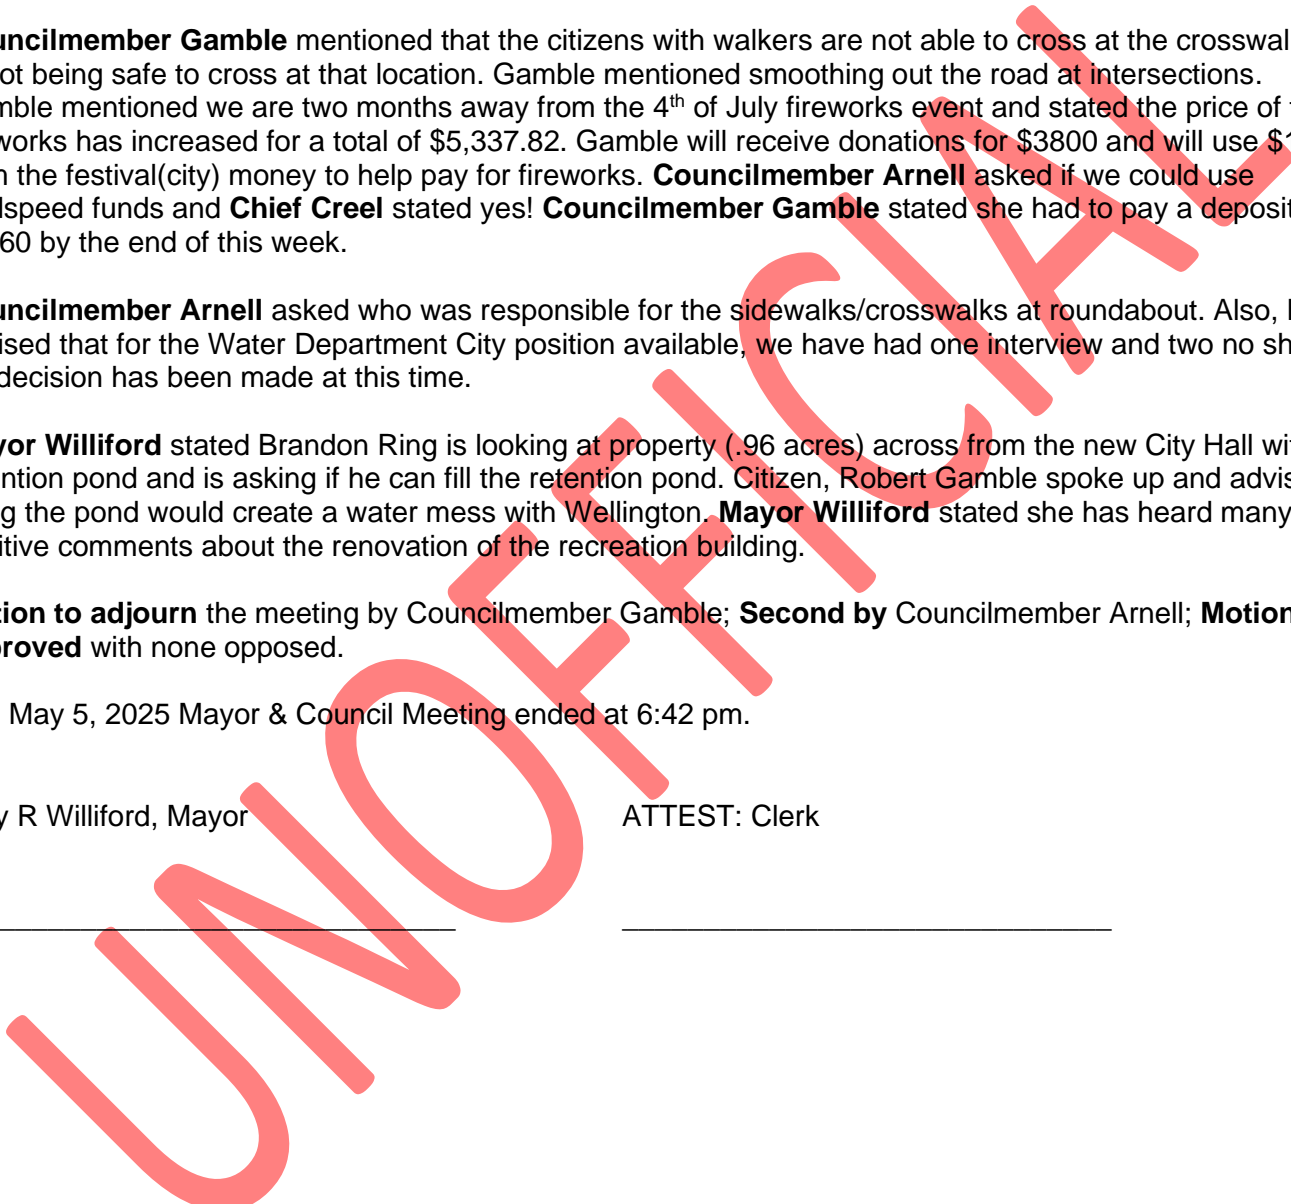 uncilmember Gamble mentioned that the citizens with walkers are not able to cross at the crosswal
ot being safe to cross at that location. Gamble mentioned smoothing out the road at intersections.
mble mentioned we are two months away from the 4th of July fireworks event and stated the price of
works has increased for a total of $5,337.82. Gamble will receive donations for $3800 and will use $1
n the festival(city) money to help pay for fireworks. Councilmember Arnell asked if we could use
dspeed funds and Chief Creel stated yes! Councilmember Gamble stated she had to pay a deposit
60 by the end of this week.
uncilmember Arnell asked who was responsible for the sidewalks/crosswalks at roundabout. Also,
ised that for the Water Department City position available, we have had one interview and two no sh
decision has been made at this time.
yor Williford stated Brandon Ring is looking at property (.96 acres) across from the new City Hall wi
ntion pond and is asking if he can fill the retention pond. Citizen, Robert Gamble spoke up and advis
g the pond would create a water mess with Wellington. Mayor Williford stated she has heard many
itive comments about the renovation of the recreation building.
tion to adjourn the meeting by Councilmember Gamble; Second by Councilmember Arnell; Motion
proved with none opposed.
May 5, 2025 Mayor & Council Meeting ended at 6:42 pm.
y R Williford, Mayor ATTEST: Clerk
UNOFFICIAL